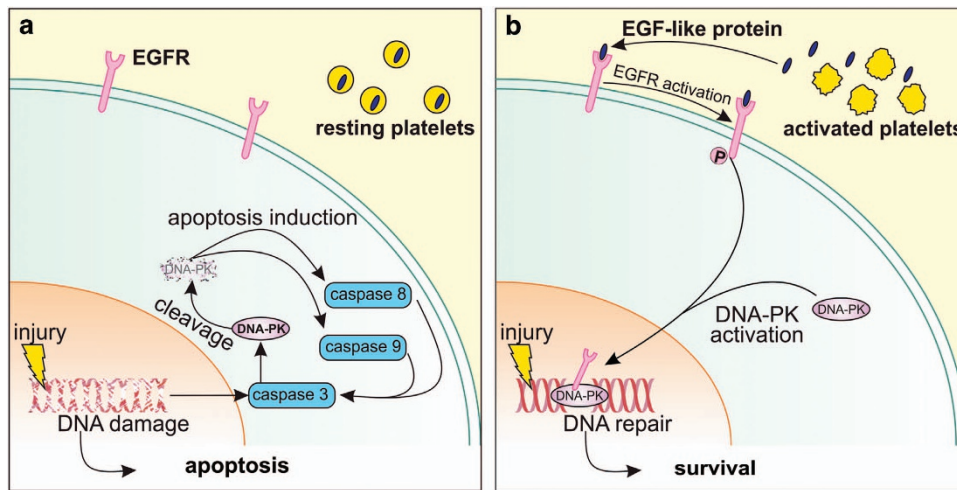 a
EGFR
resting platelets
apoptosis induction
DNA-PK
caspase 8
cleavage
DNA-PK
caspase 9
injury
caspase 3
DNA damage
apoptosis
b
EGF-like protein
EGFR activation
activated platelets
P
DNA-PK
activation
DNA-PK
injury
DNA-PK
DNA repair
survival